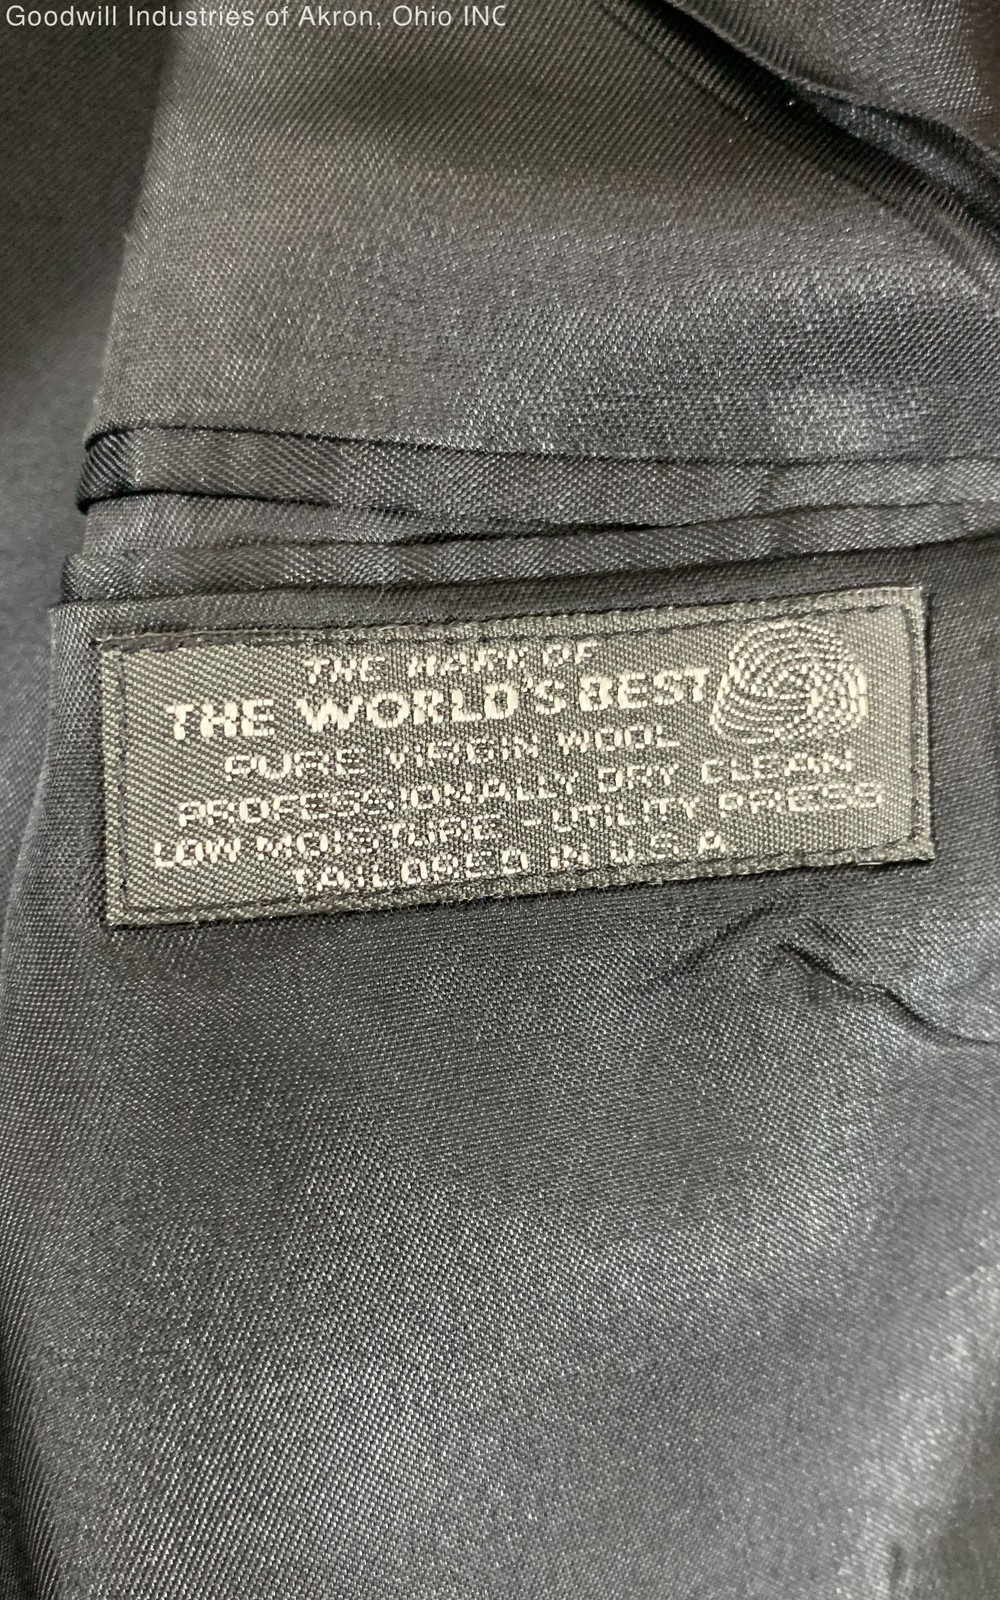 Goodwill Industries of Akron, Ohio INC
THE MARK OF
THE WORLD'S BEST
PURE VIRGIN WOOL
PROFESSIONALLY DRY CLEAN
LOW MOISTURE - UTILITY PRESS
TAILORED IN U.S.A